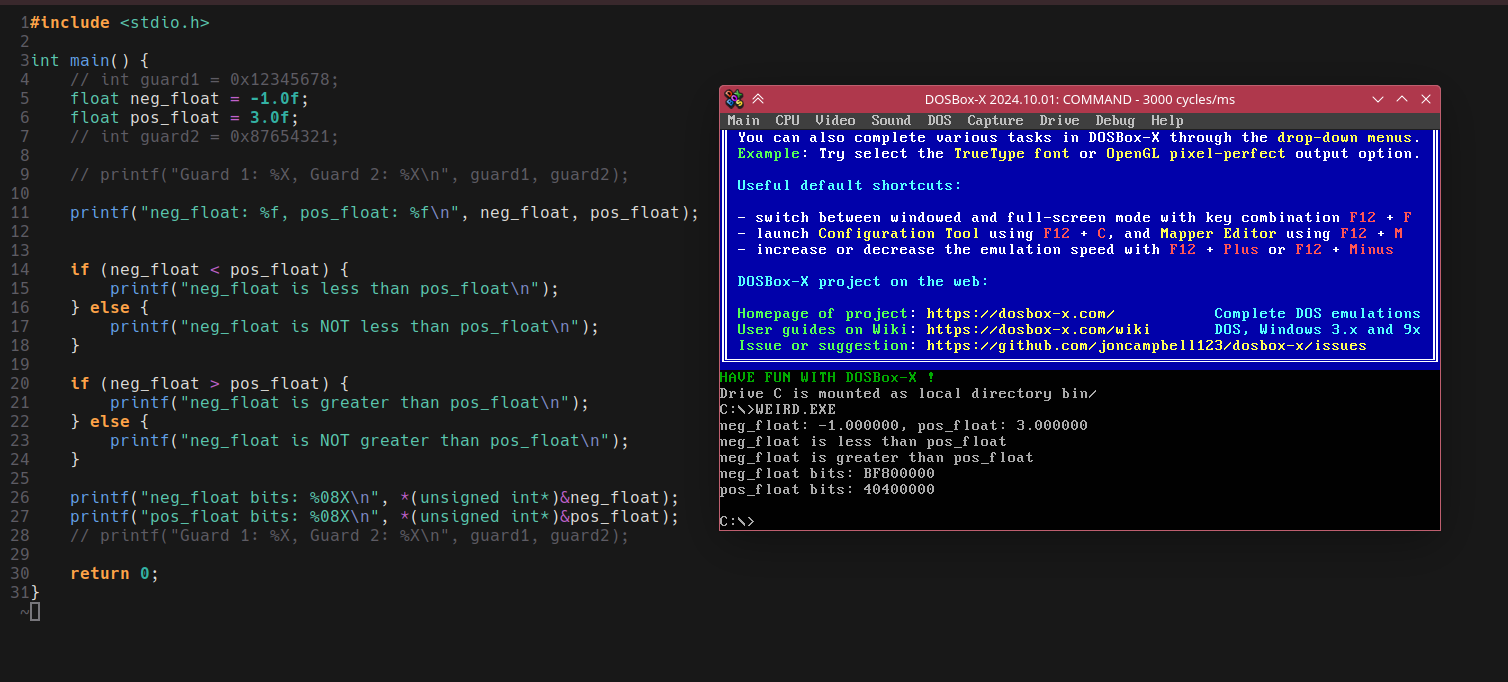 1#include <stdio.h>
2
3int main() {
4    // int guard1 = 0x12345678;
5    float neg_float = -1.0f;
6    float pos_float = 3.0f;
7    // int guard2 = 0x87654321;
8
9    // printf("Guard 1: %X, Guard 2: %X\n", guard1, guard2);
10
11    printf("neg_float: %f, pos_float: %f\n", neg_float, pos_float);
12
13
14    if (neg_float < pos_float) {
15        printf("neg_float is less than pos_float\n");
16    } else {
17        printf("neg_float is NOT less than pos_float\n");
18    }
19
20    if (neg_float > pos_float) {
21        printf("neg_float is greater than pos_float\n");
22    } else {
23        printf("neg_float is NOT greater than pos_float\n");
24    }
25
26    printf("neg_float bits: %08X\n", *(unsigned int*)&neg_float);
27    printf("pos_float bits: %08X\n", *(unsigned int*)&pos_float);
28    // printf("Guard 1: %X, Guard 2: %X\n", guard1, guard2);
29
30    return 0;
31}
~
DOSBox-X 2024.10.01: COMMAND - 3000 cycles/ms
Main CPU Video Sound DOS Capture Drive Debug Help
You can also complete various tasks in DOSBox-X through the drop-down menus.
Example: Try select the TrueType font or OpenGL pixel-perfect output option.
Useful default shortcuts:
- switch between windowed and full-screen mode with key combination F12 + F
- launch Configuration Tool using F12 + C, and Mapper Editor using F12 + M
- increase or decrease the emulation speed with F12 + Plus or F12 + Minus
DOSBox-X project on the web:
Homepage of project: https://dosbox-x.com/ Complete DOS emulations
User guides on Wiki: https://dosbox-x.com/wiki DOS, Windows 3.x and 9x
Issue or suggestion: https://github.com/joncampbell123/dosbox-x/issues
HAVE FUN WITH DOSBox-X !
Drive C is mounted as local directory bin/
C:\>WEIRD.EXE
neg_float: -1.000000, pos_float: 3.000000
neg_float is less than pos_float
neg_float is greater than pos_float
neg_float bits: BF800000
pos_float bits: 40400000
C:\>